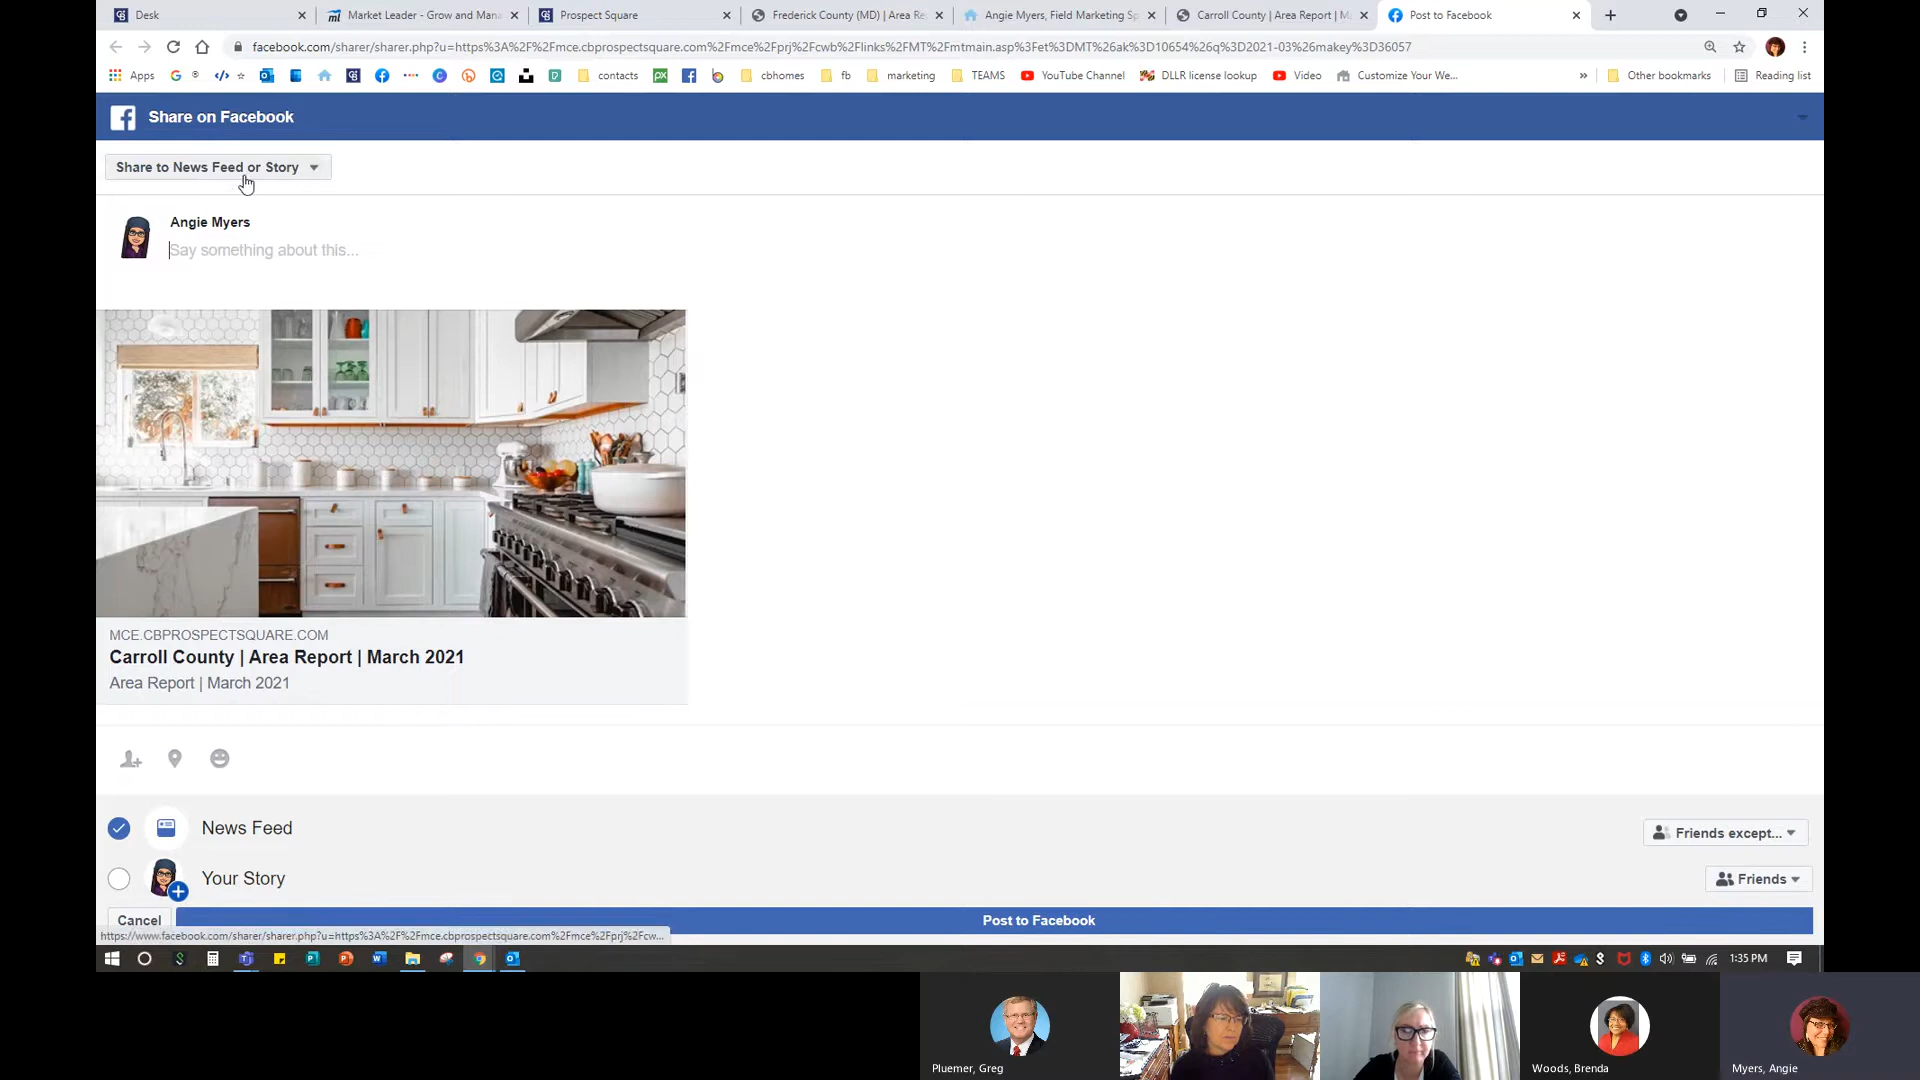 Desk
Market Leader - Grow and Mana
Prospect Square
Frederick County (MD) | Area Re
Angie Myers, Field Marketing Sp
Carroll County | Area Report | Ma
Post to Facebook
facebook.com/sharer/sharer.php?u=https%3A%2F%2Fmce.cbprospectsquare.com%2Fmce%2Fprj%2Fcwb%2Flinks%2FMT%2Fmtmain.asp%3Fet%3DMT%26ak%3D10654%26q%3D2021-03%26makey%3D36057
Apps
contacts
cbhomes
fb
marketing
TEAMS
YouTube Channel
DLLR license lookup
Video
Customize Your We...
Other bookmarks
Reading list
Share on Facebook
Share to News Feed or Story
Angie Myers
Say something about this...
MCE.CBPROSPECTSQUARE.COM
Carroll County | Area Report | March 2021
Area Report | March 2021
News Feed
Friends except...
Your Story
Friends
Cancel
Post to Facebook
https://www.facebook.com/sharer/sharer.php?u=https%3A%2F%2Fmce.cbprospectsquare.com%2Fmce%2Fprj%2Fcw...
1:35 PM
Pluemer, Greg
Woods, Brenda
Myers, Angie